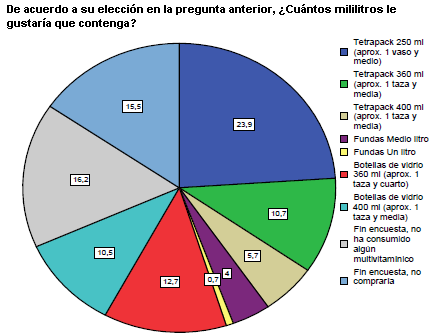 De acuerdo a su elección en la pregunta anterior, ¿Cuántos mililitros le
gustaría que contenga?
Tetrapack 250 ml
(aprox. 1 vaso y
medio)
Tetrapack 360 ml
(aprox. 1 taza y
media)
Tetrapack 400 ml
(aprox. 1 taza y
media)
Fundas Medio litro
Fundas Un litro
Botellas de vidrio
360 ml (aprox. 1
taza y cuarto)
Botellas de vidrio
400 ml (aprox. 1
taza y media)
Fin encuesta, no
ha consumido
algún
multivitamínico
Fin encuesta, no
compraría
23,9
10,7
5,7
4
0,7
12,7
10,5
16,2
15,5